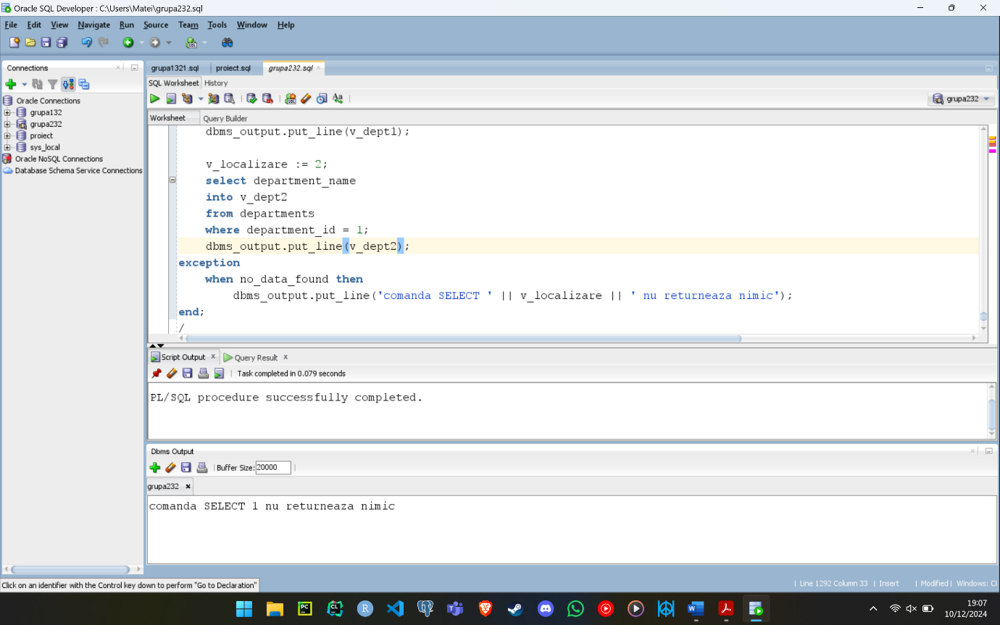 Oracle SQL Developer : C:\Users\Matei\grupa232.sql
File Edit View Navigate Run Source Team Tools Window Help
Connections
Oracle Connections
grupa132
grupa232
proiect
sys_local
Oracle NoSQL Connections
Database Schema Service Connections
grupa1321.sql proiect.sql grupa232.sql
SQL Worksheet History
grupa232
Worksheet Query Builder
dbms_output.put_line(v_dept1);
v_localizare := 2;
select department_name
into v_dept2
from departments
where department_id = 1;
dbms_output.put_line(v_dept2);
exception
when no_data_found then
dbms_output.put_line('comanda SELECT ' || v_localizare || ' nu returneaza nimic');
end;
/
Script Output Query Result
Task completed in 0.079 seconds
PL/SQL procedure successfully completed.
Dbms Output
Buffer Size: 20000
grupa232
comanda SELECT 1 nu returneaza nimic
Click on an identifier with the Control key down to perform "Go to Declaration"
| Line 1292 Column 33 | Insert | Modified | Windows: Cl
19:07
10/12/2024